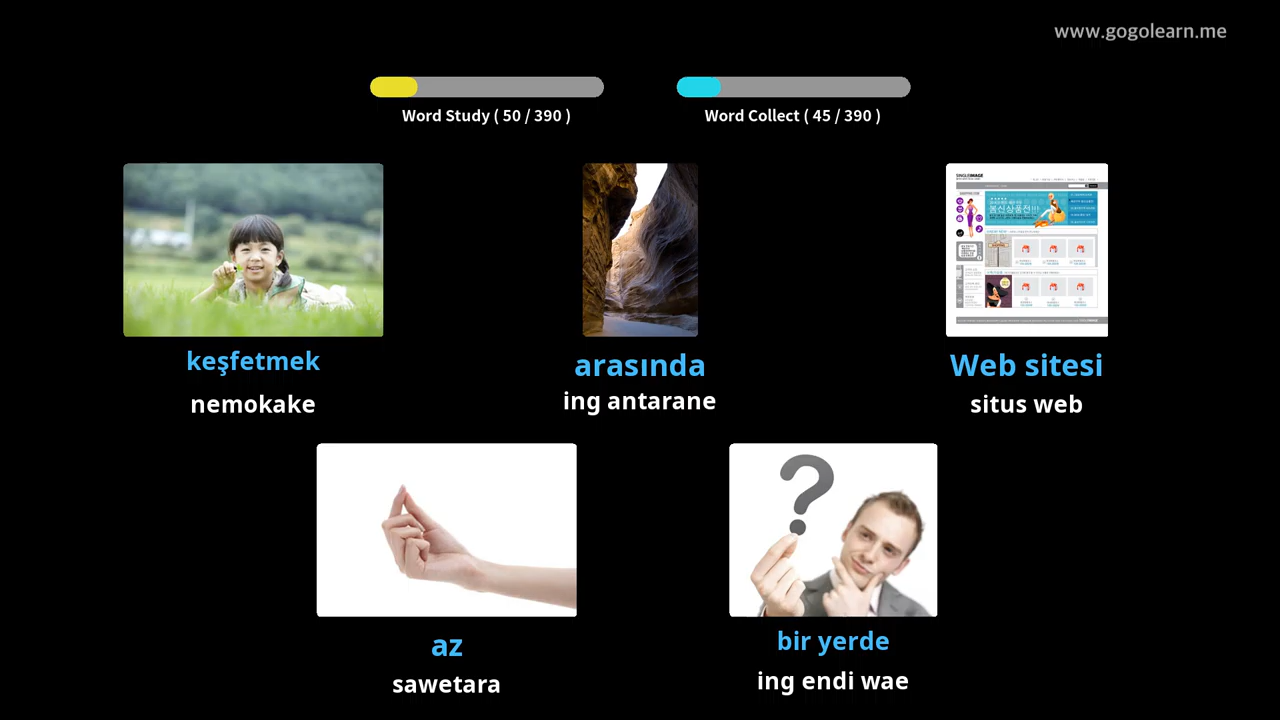 www.gogolearn.me
Word Study ( 50 / 390 )
Word Collect ( 45 / 390 )
keşfetmek
nemokake
arasında
ing antarane
Web sitesi
situs web
az
sawetara
bir yerde
ing endi wae